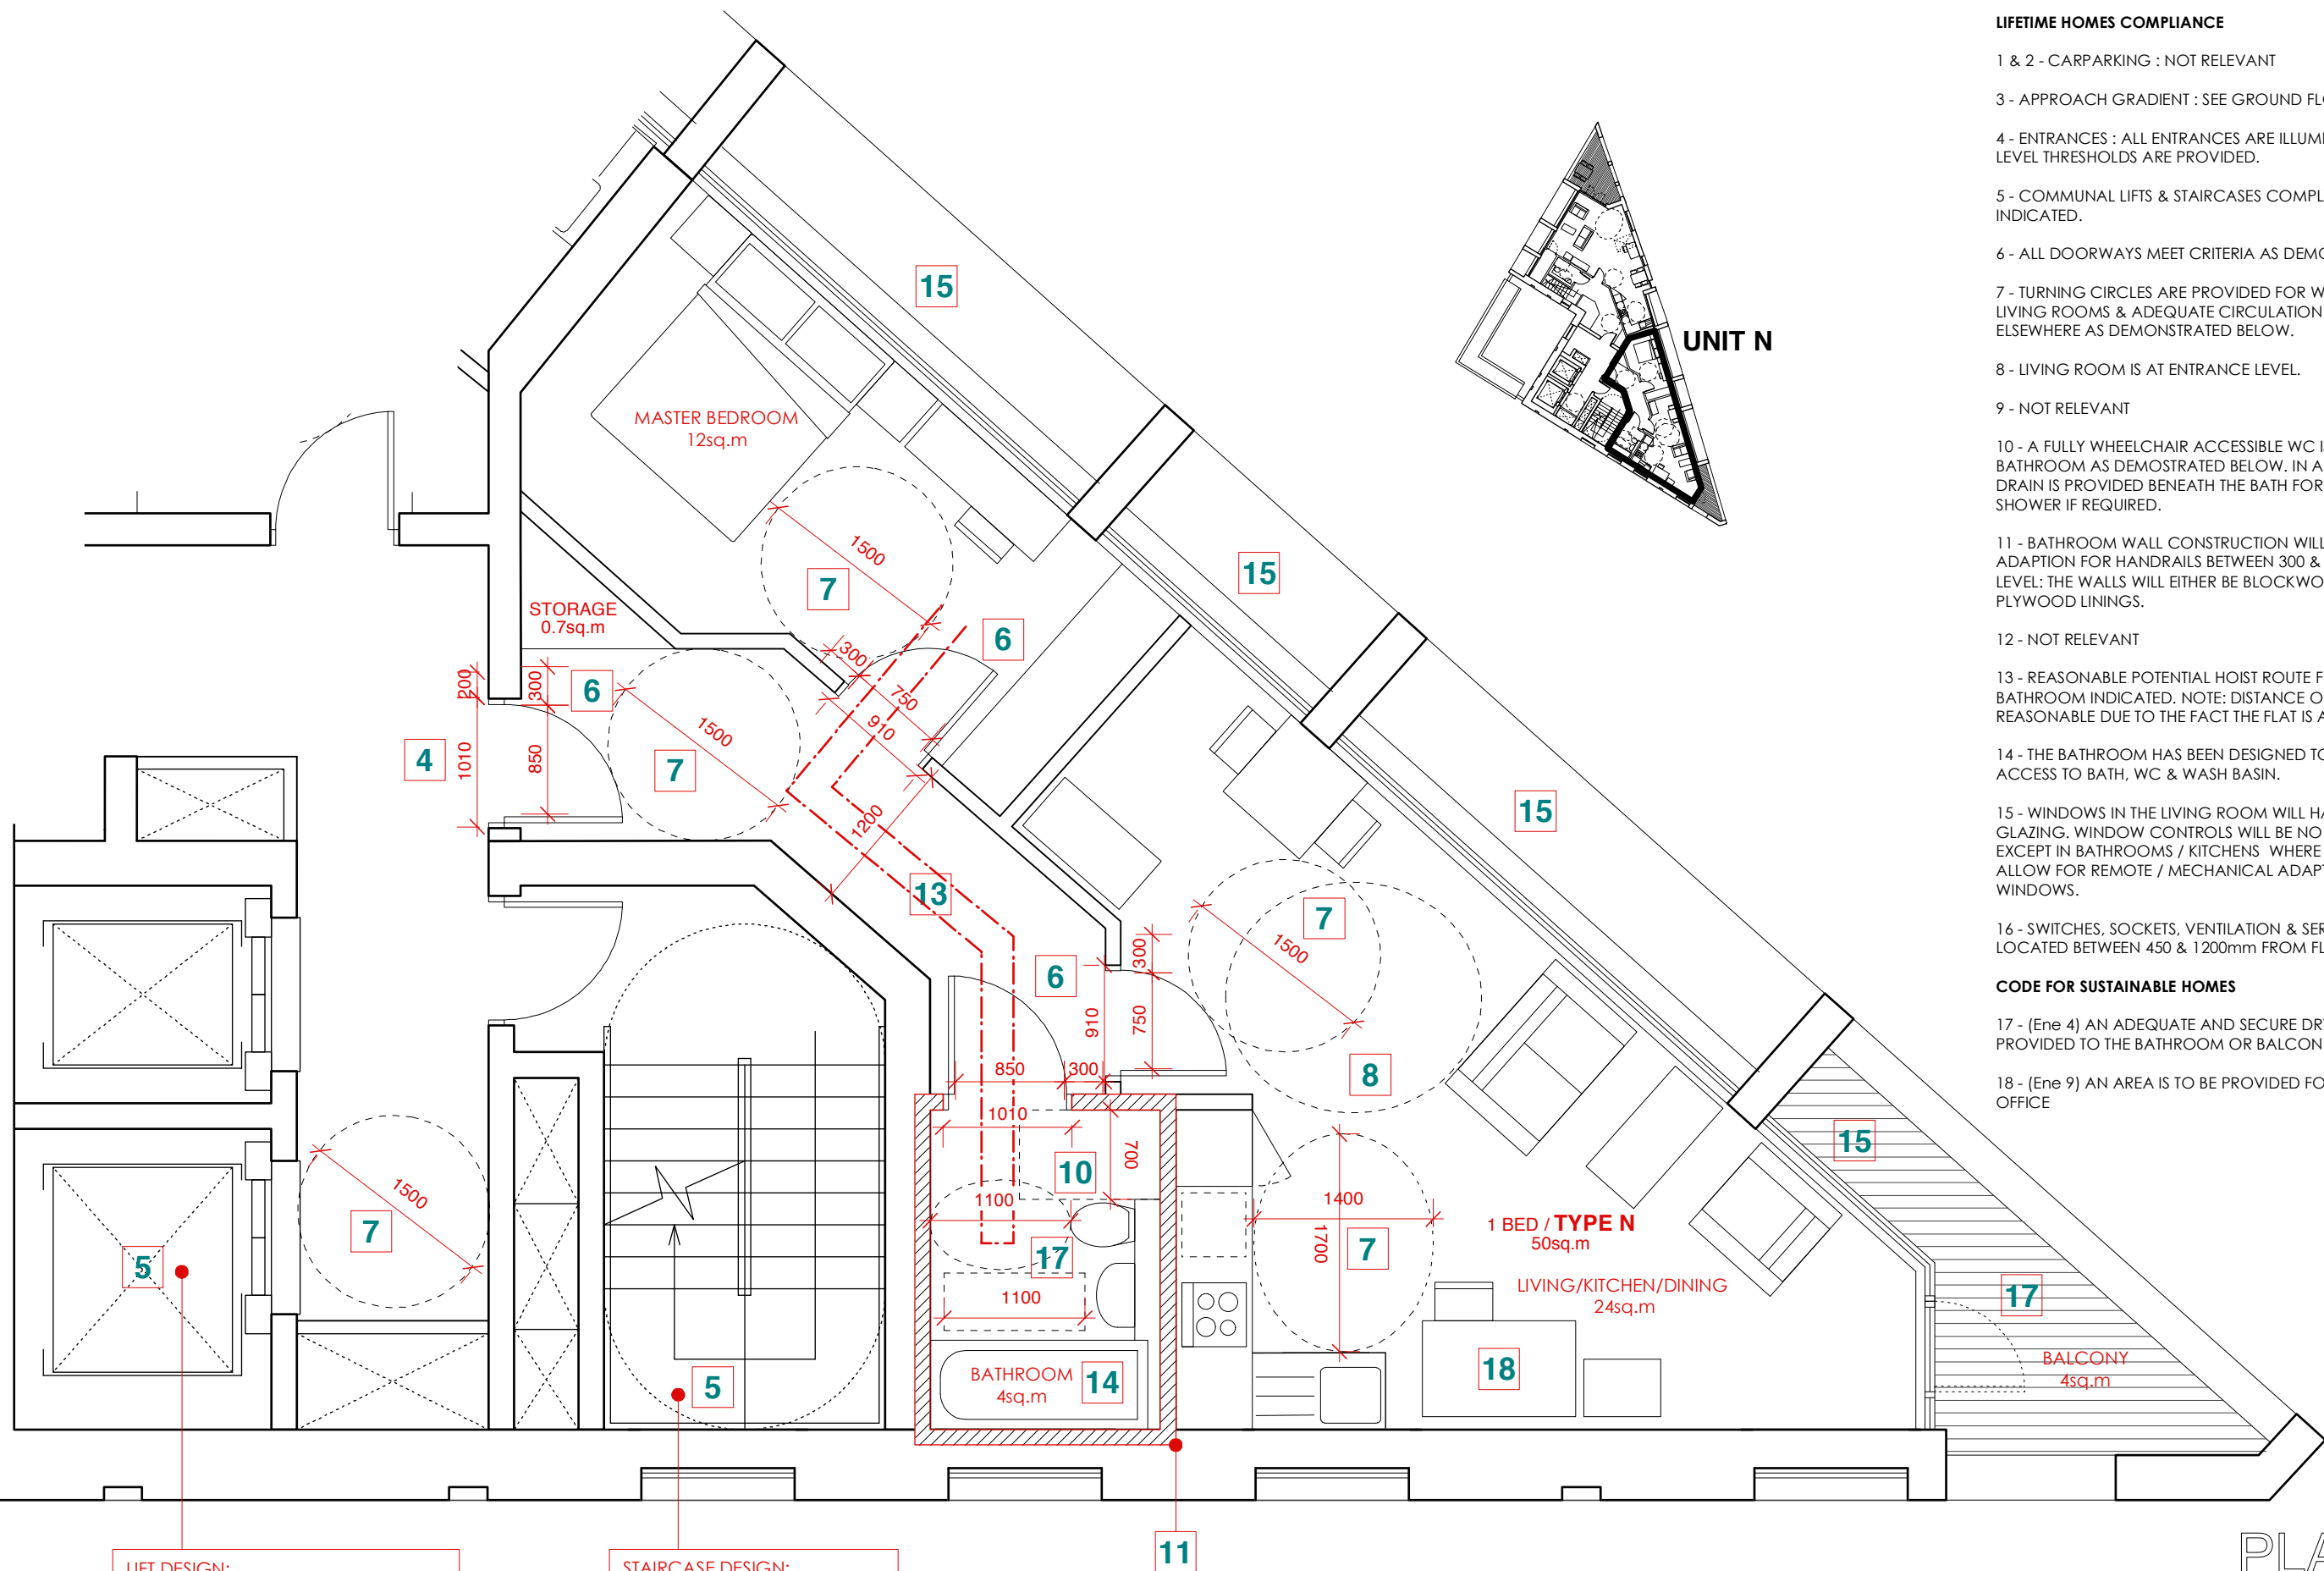 LIFETIME HOMES COMPLIANCE
1 & 2 - CARPARKING : NOT RELEVANT
3 - APPROACH GRADIENT : SEE GROUND
4 - ENTRANCES : ALL ENTRANCES ARE
LEVEL THRESHOLDS ARE PROVIDED.
5 - COMMUNAL LIFTS & STAIRCASES
INDICATED.
6 - ALL DOORWAYS MEET CRITERIA AS
7 - TURNING CIRCLES ARE PROVIDED FOR
LIVING ROOMS & ADEQUATE CIRCULATION
ELSEWHERE AS DEMONSTRATED BELOW.
8 - LIVING ROOM IS AT ENTRANCE LEVEL.
9 - NOT RELEVANT
10 - A FULLY WHEELCHAIR ACCESSIBLE WC
BATHROOM AS DEMOSTRATED BELOW. IN
DRAIN IS PROVIDED BENEATH THE BATH FOR
SHOWER IF REQUIRED.
11 - BATHROOM WALL CONSTRUCTION WILL
ADAPTION FOR HANDRAILS BETWEEN 300 &
LEVEL: THE WALLS WILL EITHER BE
PLYWOOD LININGS.
12 - NOT RELEVANT
13 - REASONABLE POTENTIAL HOIST ROUTE
BATHROOM INDICATED. NOTE: DISTANCE
REASONABLE DUE TO THE FACT THE FLAT IS
14 - THE BATHROOM HAS BEEN DESIGNED
ACCESS TO BATH, WC & WASH BASIN.
15 - WINDOWS IN THE LIVING ROOM WILL
GLAZING. WINDOW CONTROLS WILL BE NO
EXCEPT IN BATHROOMS / KITCHENS WHERE
ALLOW FOR REMOTE / MECHANICAL
WINDOWS.
16 - SWITCHES, SOCKETS, VENTILATION &
LOCATED BETWEEN 450 & 1200mm FROM
CODE FOR SUSTAINABLE HOMES
17 - (Ene 4) AN ADEQUATE AND SECURE
PROVIDED TO THE BATHROOM OR
18 - (Ene 9) AN AREA IS TO BE PROVIDED
OFFICE
UNIT N
15
MASTER BEDROOM
12sq.m
1500
7
15
STORAGE
0.7sq.m
6
300
200
300
6
750
910
1500
7
4
1010
850
1200
15
13
7
1500
300
6
910
750
8
850
300
1010
700
10
1100
17
1100
1400
1700
7
1 BED / TYPE N
50sq.m
LIVING/KITCHEN/DINING
24sq.m
15
17
BALCONY
4sq.m
18
BATHROOM
4sq.m
14
1500
7
5
5
11
LIFT DESIGN:
STAIRCASE DESIGN: